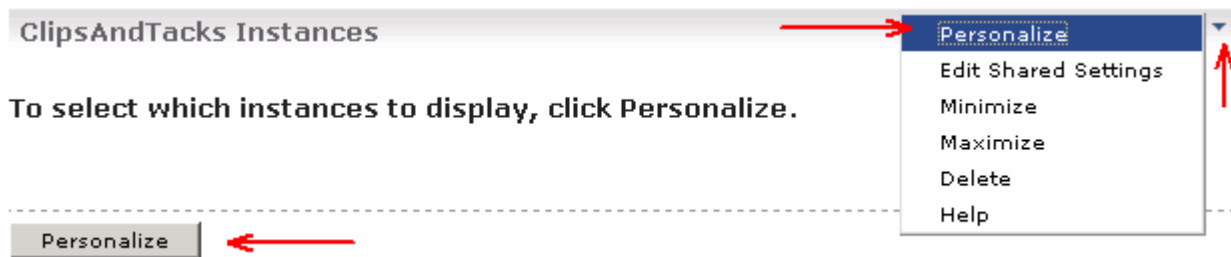 ClipsAndTacks Instances
Personalize
Edit Shared Settings
To select which instances to display, click Personalize.
Minimize
Maximize
Delete
Help
Personalize